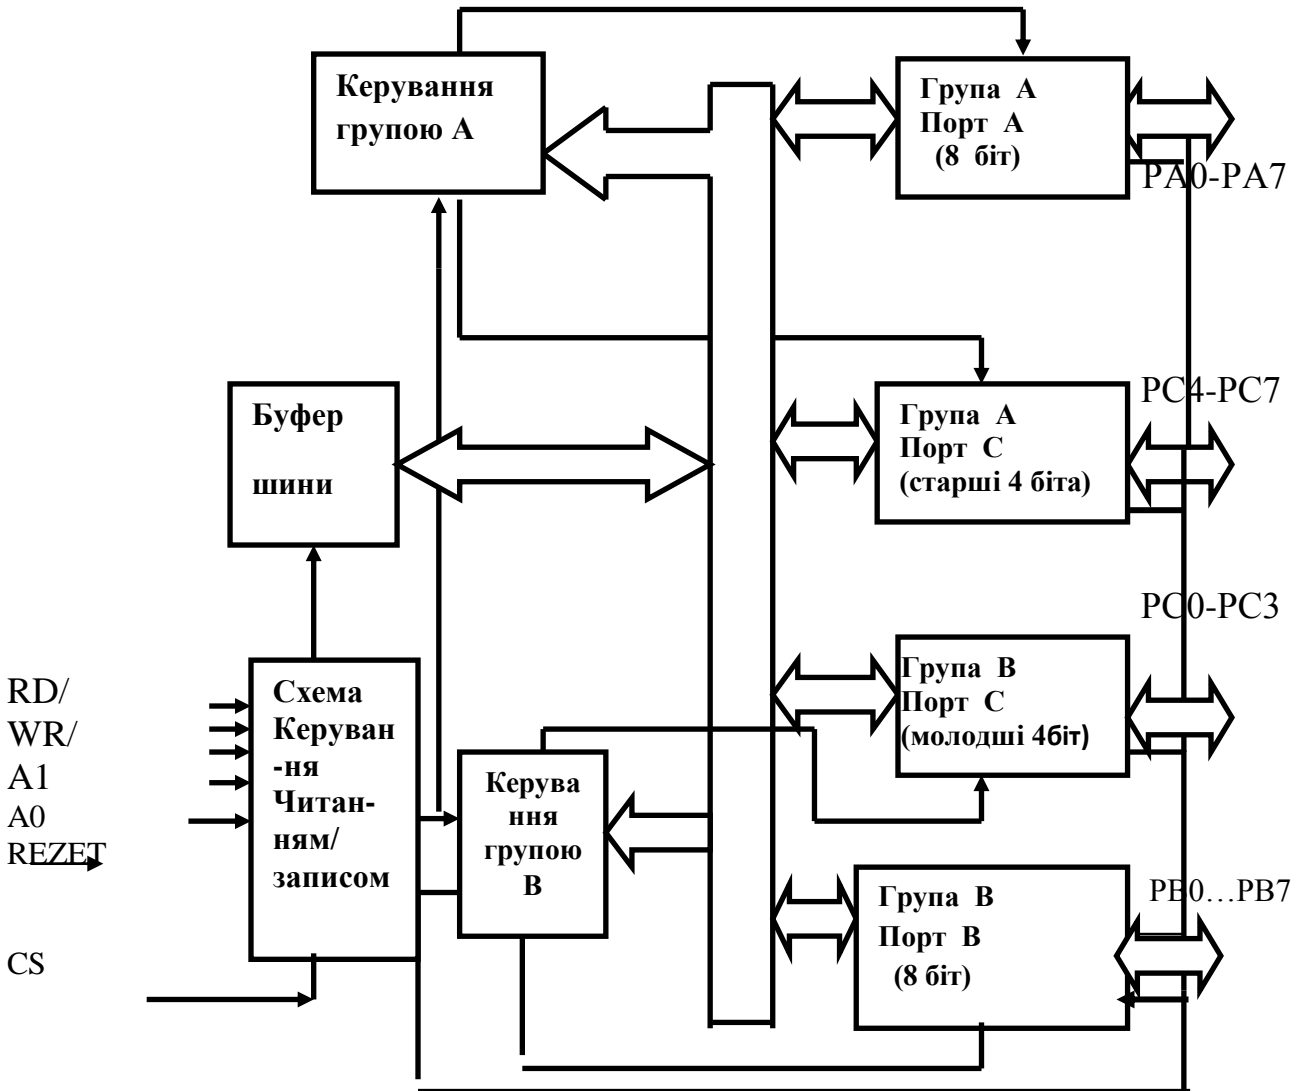 Керування
групою А
Група А
Порт А
(8 біт)
PA0-PA7
Буфер
шини
Група А
Порт С
(старші 4 біта)
PC4-PC7
PC0-PC3
Група В
Порт С
(молодші 4біт)
RD/
WR/
A1
A0
REZET
CS
Схема
Керуван
-ня
Читан-
ням/
записом
Керува
ння
групою
В
Група В
Порт В
(8 біт)
PB0…PB7